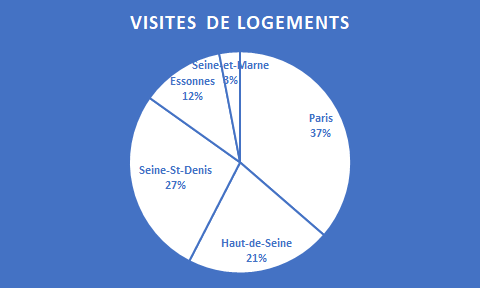 VISITES DE LOGEMENTS
Seine-et-Marne
3%
Essonnes
12%
Paris
37%
Seine-St-Denis
27%
Haut-de-Seine
21%